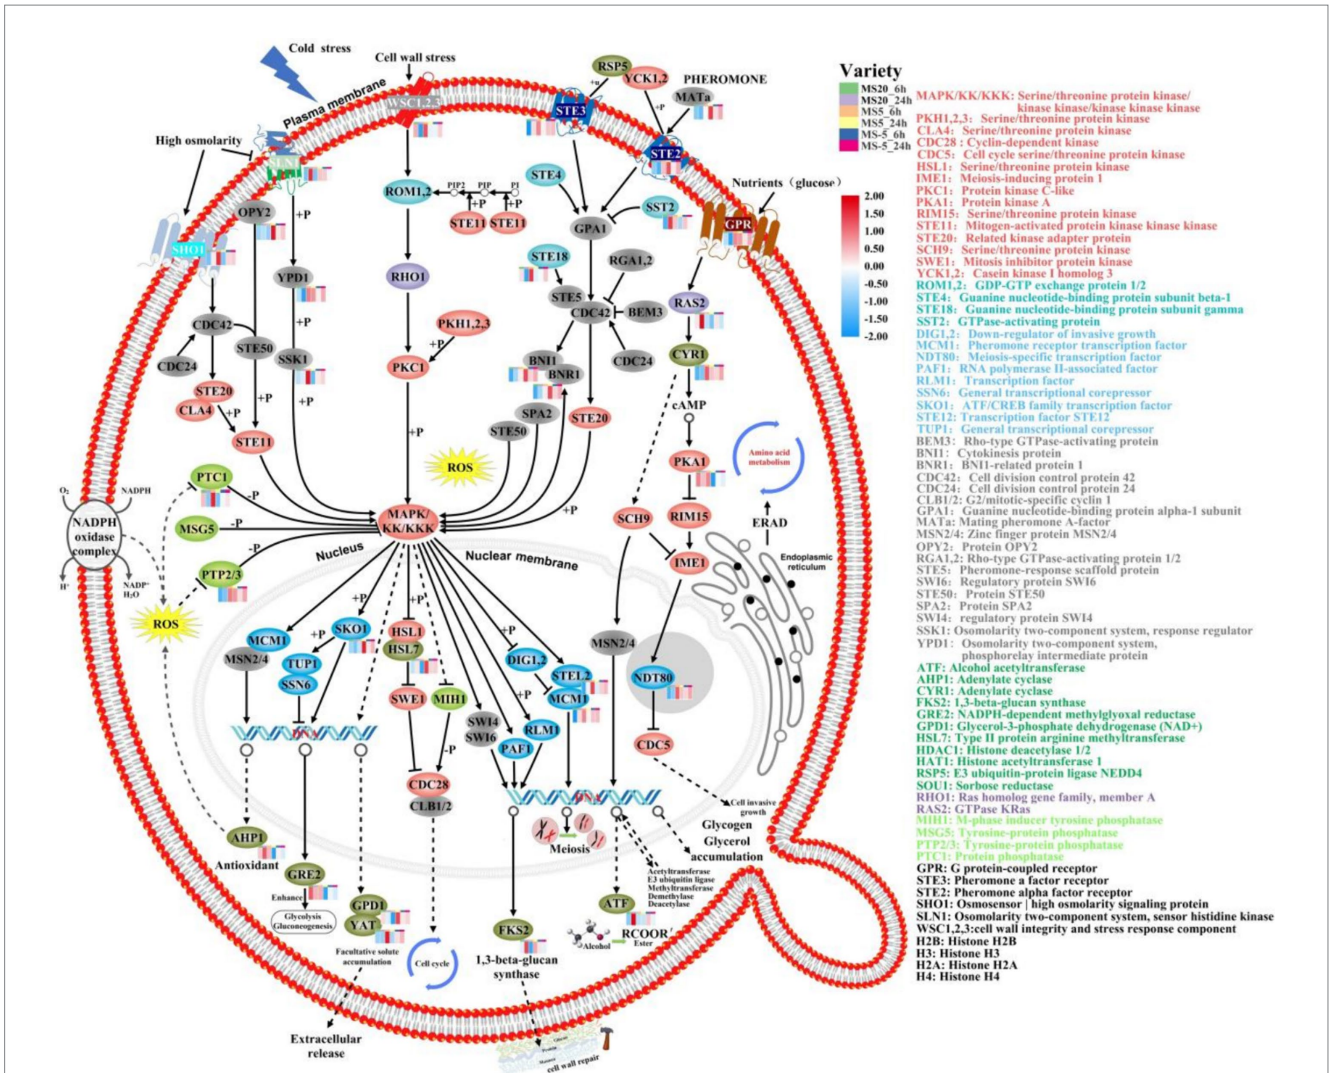 Cold stress
Cell wall stress
Plasma membrane
High osmolarity
WSC1,2,3
RSP5
YCK1,2
+u
+P
PHEROMONE
MATa
STE3
STE2
SLN1
OPY2
+P
SHO1
YPD1
+P
CDC42
CDC24
STE50
SSK1
+P
STE20
CLA4
+P
STE11
ROM1,2
PIP2
PIP
PI
STE11
STE11
RHO1
PKH1,2,3
+P
PKC1
+P
STE4
SST2
GPA1
STE18
STE5
RGA1,2
CDC42
BEM3
CDC24
BNI1
BNR1
SPA2
STE50
STE20
+P
Nutrients（glucose）
GPR
RAS2
CYR1
cAMP
PKA1
RIM15
SCH9
IME1
Amino acid
metabolism
ERAD
Endoplasmic
reticulum
ROS
PTC1
-P
MSG5
-P
PTP2/3
-P
O₂
NADPH
NADPH
oxidase
complex
H⁺
NADP⁺
H₂O
ROS
MAPK/
KK/KKK
Nucleus
Nuclear membrane
+P
+P
MCM1
MSN2/4
SKO1
+P
TUP1
SSN6
DNA
HSL1
HSL7
SWE1
MIH1
-P
CDC28
CLB1/2
+P
DIG1,2
STEL2
MCM1
+P
SWI4
SWI6
RLM1
PAF1
DNA
MSN2/4
NDT80
CDC5
Cell invasive
growth
Glycogen
Glycerol
accumulation
Meiosis
Acetyltransferase
E3 ubiquitin ligase
Methyltransferase
Demethylase
Deacetylase
AHP1
Antioxidant
GRE2
Enhance
Glycolysis
Gluconeogenesis
GPD1
YAT
Facultative solute
accumulation
Extracellular
release
Cell cycle
FKS2
1,3-beta-glucan
synthase
ATF
Alcohol
RCOOR'
Ester
Glucan
Protein
Mannan
cell wall repair
Variety
MS20_6h
MS20_24h
MS5_6h
MS5_24h
MS-5_6h
MS-5_24h
2.00
1.50
1.00
0.50
0.00
-0.50
-1.00
-1.50
-2.00
MAPK/KK/KKK: Serine/threonine protein kinase/
kinase kinase/kinase kinase kinase
PKH1,2,3： Serine/threonine protein kinase
CLA4： Serine/threonine protein kinase
CDC28 : Cyclin-dependent kinase
CDC5： Cell cycle serine/threonine protein kinase
HSL1： Serine/threonine protein kinase
IME1： Meiosis-inducing protein 1
PKC1： Protein kinase C-like
PKA1： Protein kinase A
RIM15： Serine/threonine protein kinase
STE11： Mitogen-activated protein kinase kinase kinase
STE20： Related kinase adapter protein
SCH9： Serine/threonine protein kinase
SWE1： Mitosis inhibitor protein kinase
YCK1,2： Casein kinase I homolog 3
ROM1,2： GDP-GTP exchange protein 1/2
STE4： Guanine nucleotide-binding protein subunit beta-1
STE18： Guanine nucleotide-binding protein subunit gamma
SST2： GTPase-activating protein
DIG1,2： Down-regulator of invasive growth
MCM1： Pheromone receptor transcription factor
NDT80： Meiosis-specific transcription factor
PAF1： RNA polymerase II-associated factor
RLM1： Transcription factor
SSN6： General transcriptional corepressor
SKO1： ATF/CREB family transcription factor
STE12： Transcription factor STE12
TUP1： General transcriptional corepressor
BEM3： Rho-type GTPase-activating protein
BNI1： Cytokinesis protein
BNR1： BNI1-related protein 1
CDC42： Cell division control protein 42
CDC24： Cell division control protein 24
CLB1/2： G2/mitotic-specific cyclin 1
GPA1： Guanine nucleotide-binding protein alpha-1 subunit
MATa: Mating pheromone A-factor
MSN2/4： Zinc finger protein MSN2/4
OPY2： Protein OPY2
RGA1,2: Rho-type GTPase-activating protein 1/2
STE5： Pheromone-response scaffold protein
SWI6： Regulatory protein SWI6
STE50： Protein STE50
SPA2： Protein SPA2
SWI4： regulatory protein SWI4
SSK1: Osomolarity two-component system, response regulator
YPD1： Osomolarity two-component system,
phosphorelay intermediate protein
ATF: Alcohol acetyltransferase
AHP1: Adenylate cyclase
CYR1: Adenylate cyclase
FKS2: 1,3-beta-glucan synthase
GRE2: NADPH-dependent methylglyoxal reductase
GPD1: Glycerol-3-phosphate dehydrogenase (NAD+)
HSL7: Type II protein arginine methyltransferase
HDAC1: Histone deacetylase 1/2
HAT1: Histone acetyltransferase 1
RSP5: E3 ubiquitin-protein ligase NEDD4
SOU1: Sorbose reductase
RHO1: Ras homolog gene family, member A
RAS2: GTPase KRas
MIH1: M-phase inducer tyrosine phosphatase
MSG5: Tyrosine-protein phosphatase
PTP2/3: Tyrosine-protein phosphatase
PTC1: Protein phosphatase
GPR: G protein-coupled receptor
STE3: Pheromone a factor receptor
STE2: Pheromone alpha factor receptor
SHO1: Osmosensor | high osmolarity signaling protein
SLN1: Osomolarity two-component system, sensor histidine kinase
WSC1,2,3:cell wall integrity and stress response component
H2B: Histone H2B
H3: Histone H3
H2A: Histone H2A
H4: Histone H4